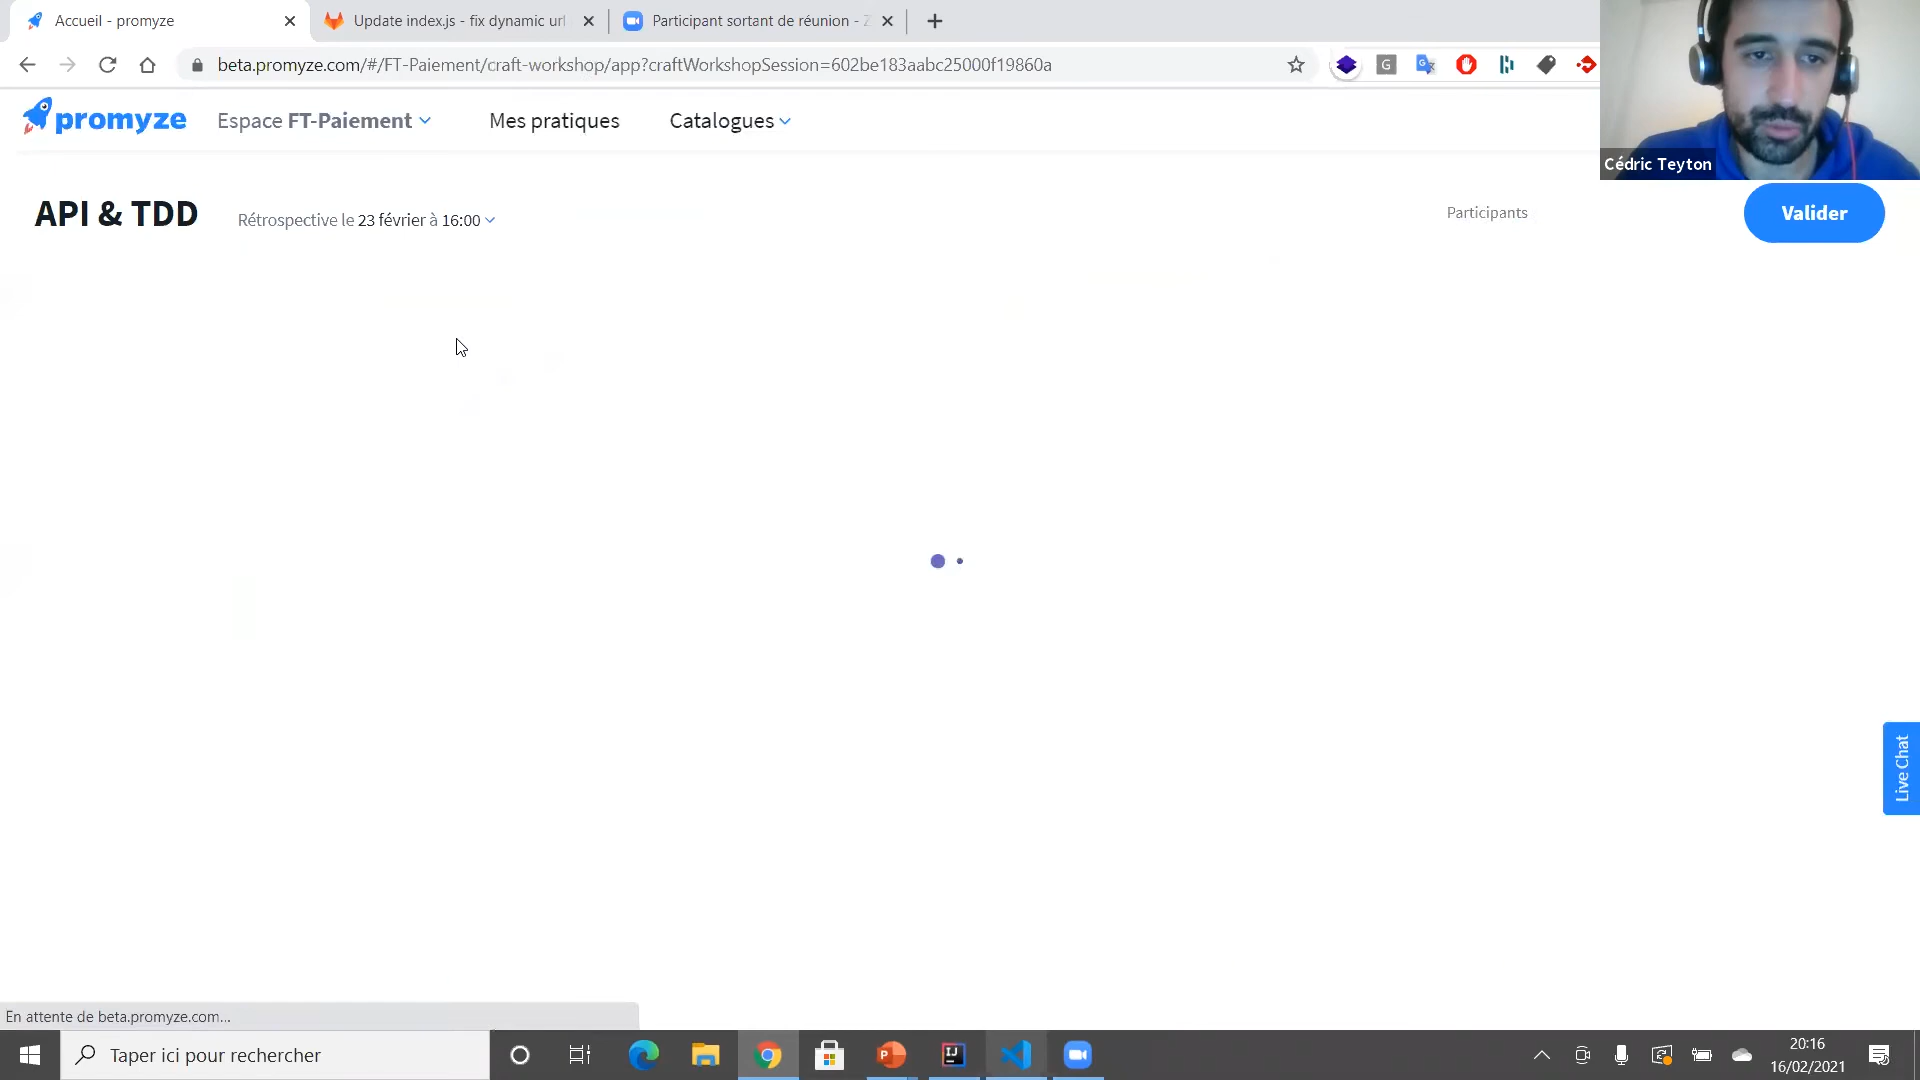 Accueil - promyze
Update index.js - fix dynamic url
Participant sortant de réunion - Z
beta.promyze.com/#/FT-Paiement/craft-workshop/app?craftWorkshopSession=602be183aabc25000f19860a
promyze
Espace FT-Paiement
Mes pratiques
Catalogues
Cédric Teyton
API & TDD
Rétrospective le 23 février à 16:00
Participants
Valider
Live Chat
En attente de beta.promyze.com...
Taper ici pour rechercher
20:16
16/02/2021